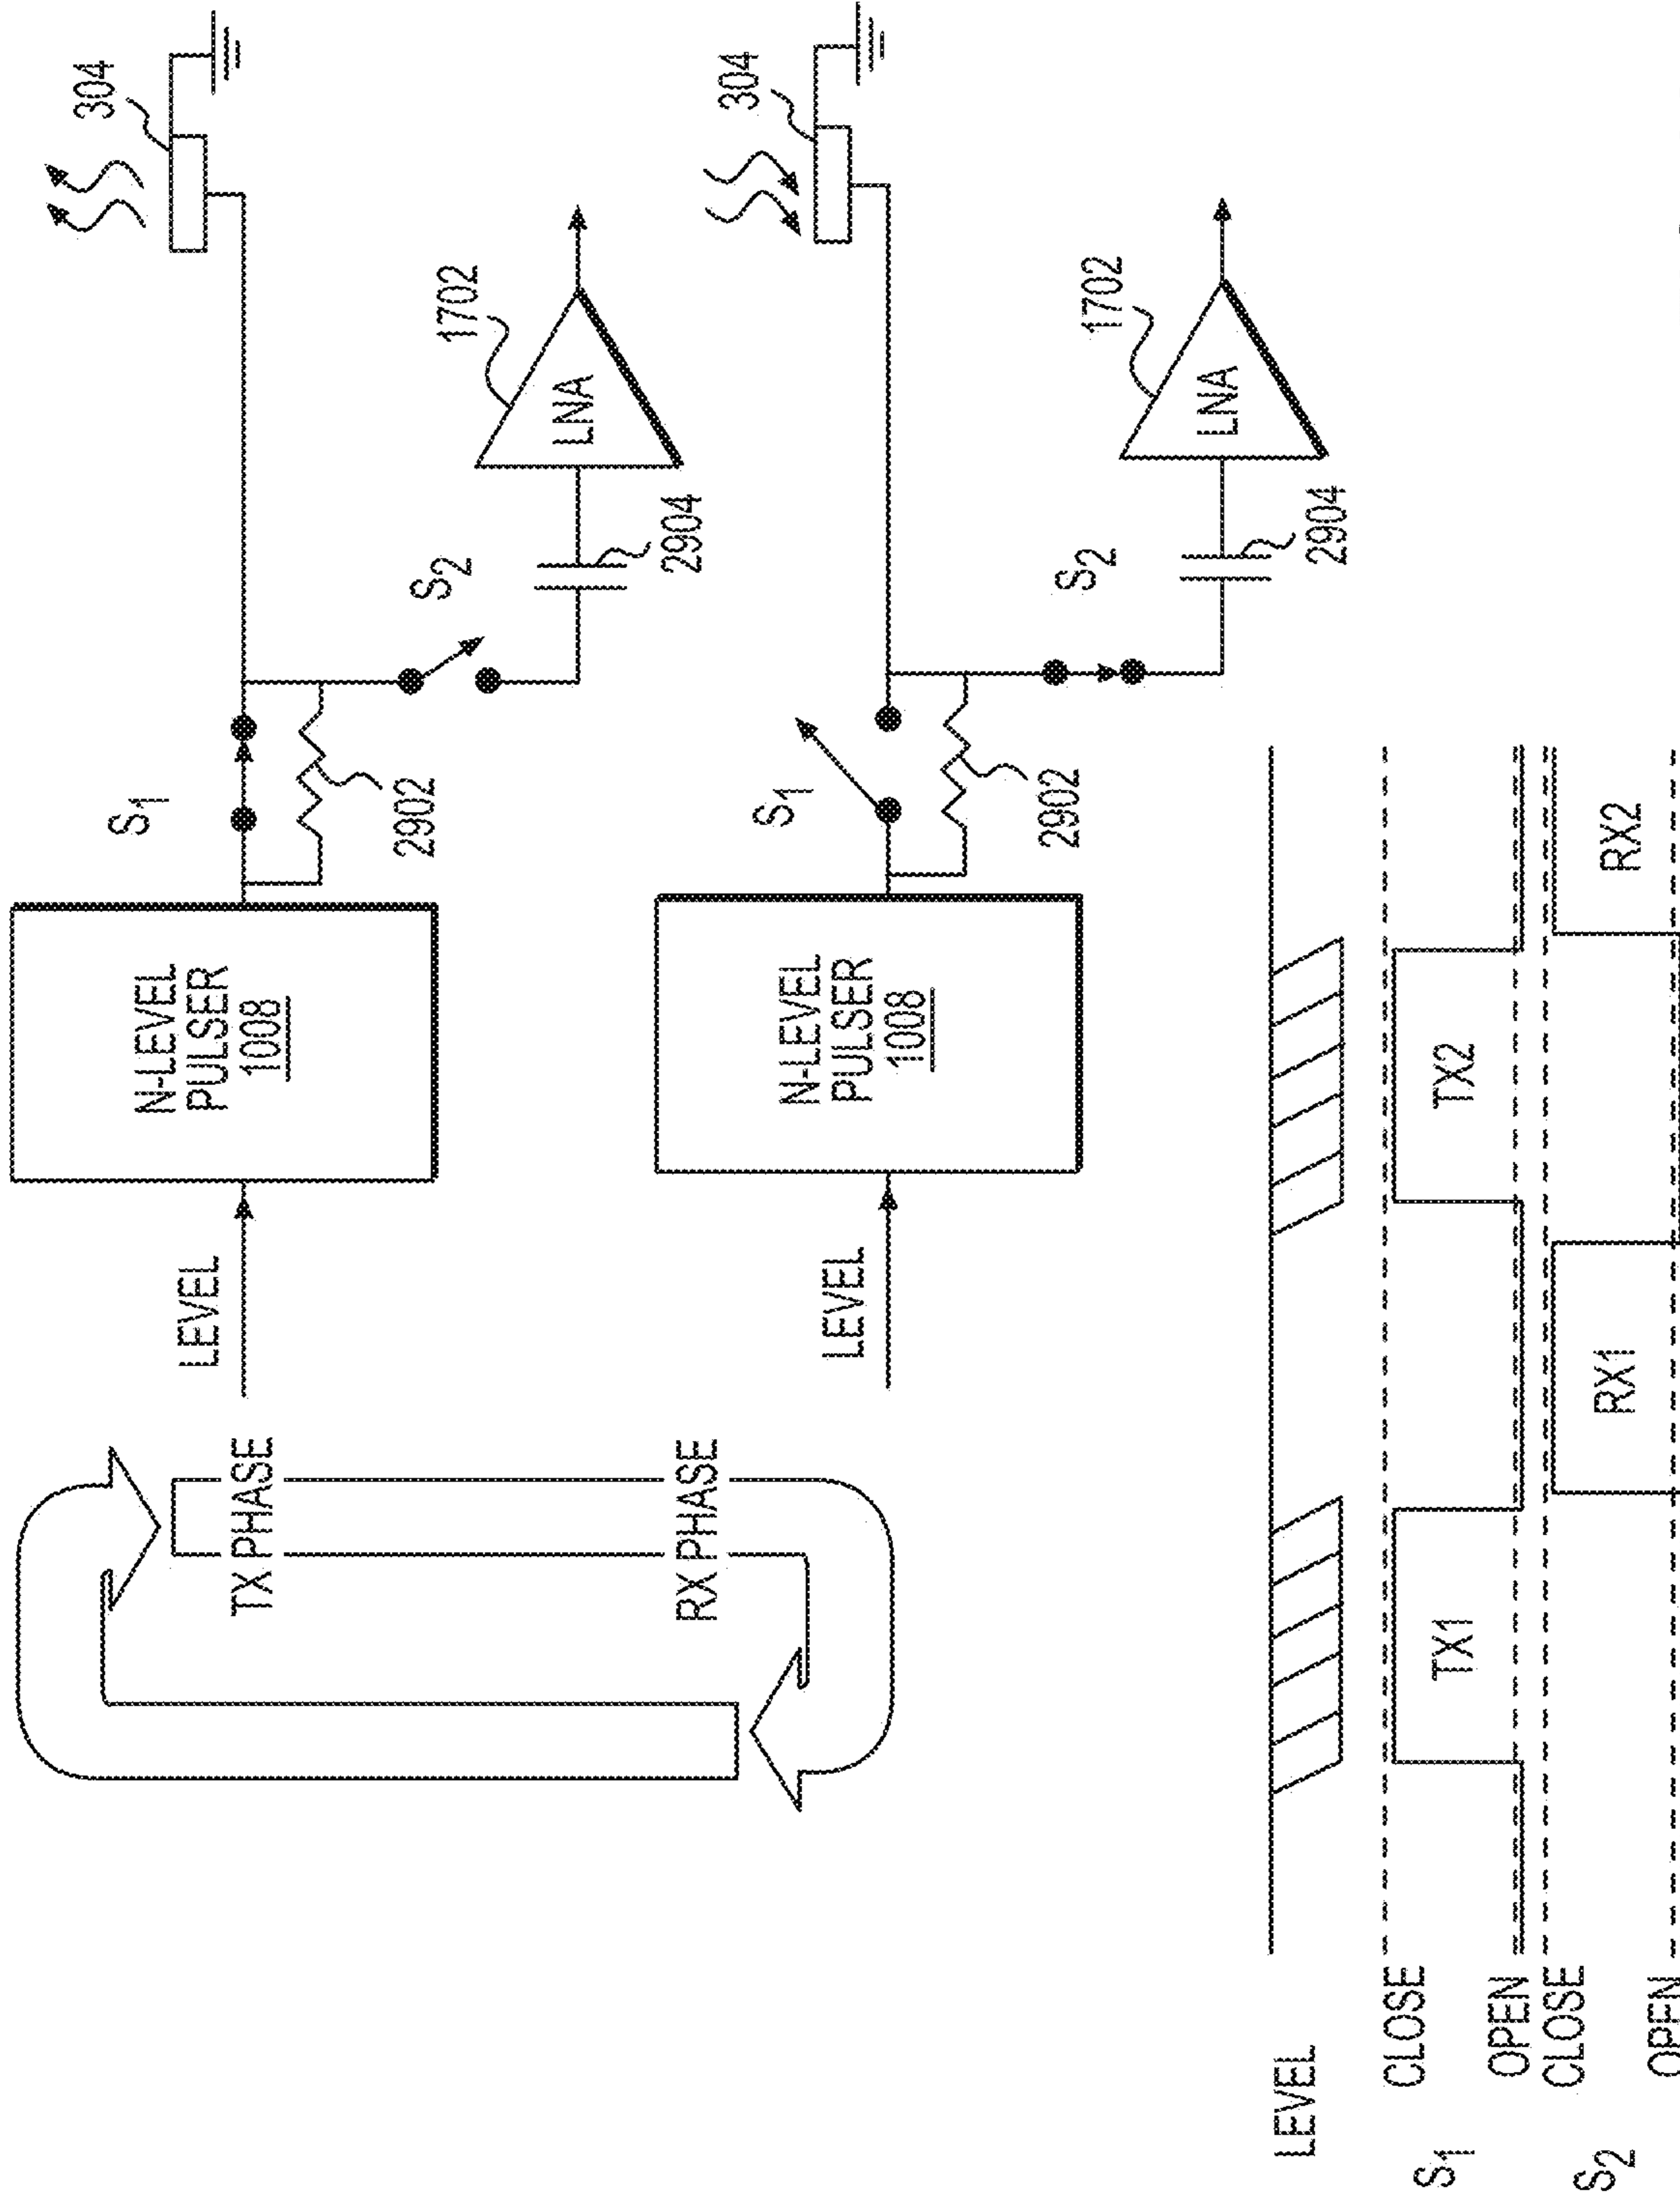 TX PHASE
LEVEL
N-LEVEL
PULSER
1008
S1
2902
S2
2904
LNA
1702
304
RX PHASE
LEVEL
N-LEVEL
PULSER
1008
S1
2902
S2
2904
LNA
1702
304
LEVEL
S1
CLOSE
TX1
TX2
OPEN
S2
CLOSE
RX1
RX2
OPEN